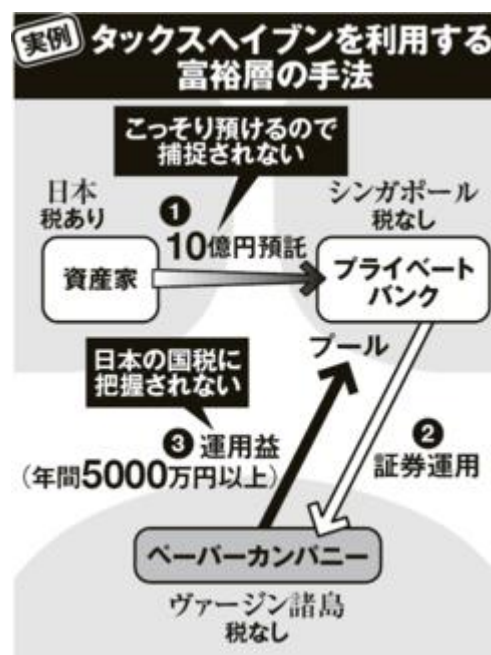 実例 タックスヘイブンを利用する
富裕層の手法
こっそり預けるので
捕捉されない
日本
税あり
シンガポール
税なし
❶
10億円預託
資産家
プライベート
バンク
プール
日本の国税に
把握されない
❸ 運用益
(年間5000万円以上)
❷
証券運用
ペーパーカンパニー
ヴァージン諸島
税なし